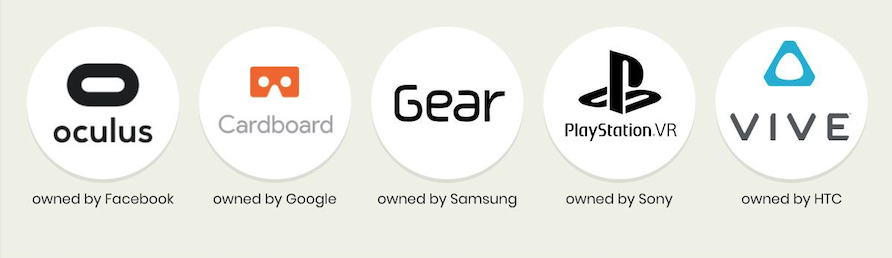 oculus
owned by Facebook
Cardboard
owned by Google
Gear
owned by Samsung
PlayStation.VR
owned by Sony
VIVE
owned by HTC